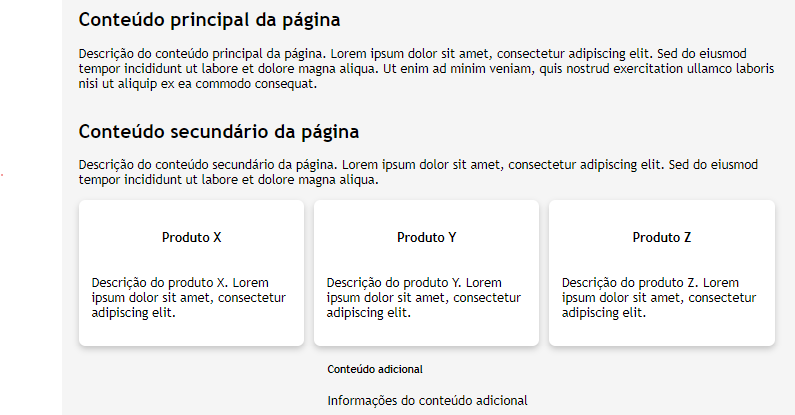 Conteúdo principal da página
Descrição do conteúdo principal da página. Lorem ipsum dolor sit amet, consectetur adipiscing elit. Sed do eiusmod
tempor incididunt ut labore et dolore magna aliqua. Ut enim ad minim veniam, quis nostrud exercitation ullamco laboris
nisi ut aliquip ex ea commodo consequat.
Conteúdo secundário da página
Descrição do conteúdo secundário da página. Lorem ipsum dolor sit amet, consectetur adipiscing elit. Sed do eiusmod
tempor incididunt ut labore et dolore magna aliqua.
Produto X
Descrição do produto X. Lorem
ipsum dolor sit amet, consectetur
adipiscing elit.
Produto Y
Descrição do produto Y. Lorem
ipsum dolor sit amet, consectetur
adipiscing elit.
Produto Z
Descrição do produto Z. Lorem
ipsum dolor sit amet, consectetur
adipiscing elit.
Conteúdo adicional
Informações do conteúdo adicional